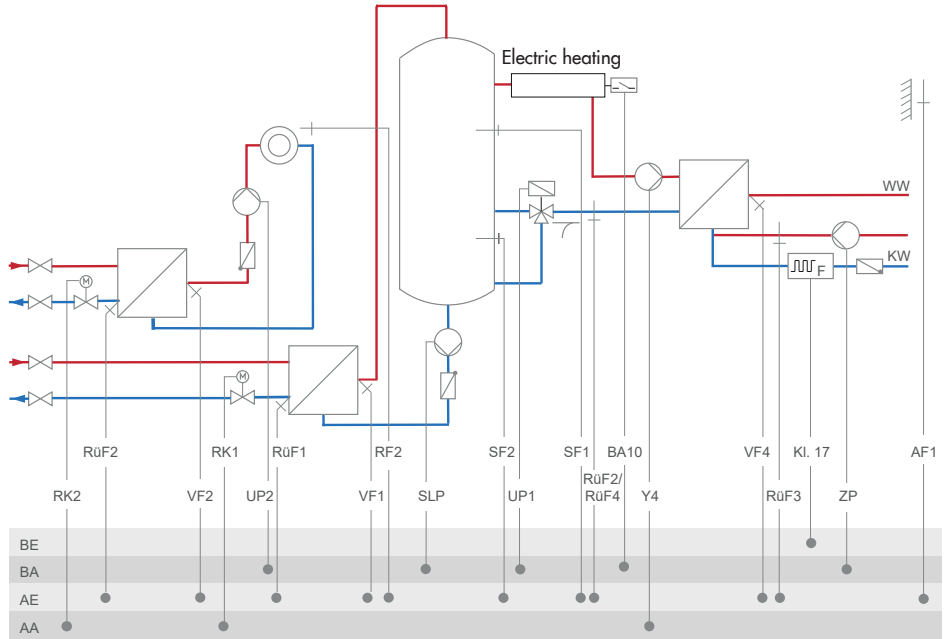 Electric heating
WW
KW
M
F
M
RüF2
RK1
RüF1
RF2
SF2
SF1
BA10
VF4
Kl. 17
AF1
RüF2/
RüF4
RK2
VF2
UP2
VF1
SLP
UP1
Y4
RüF3
ZP
BE
BA
AE
AA